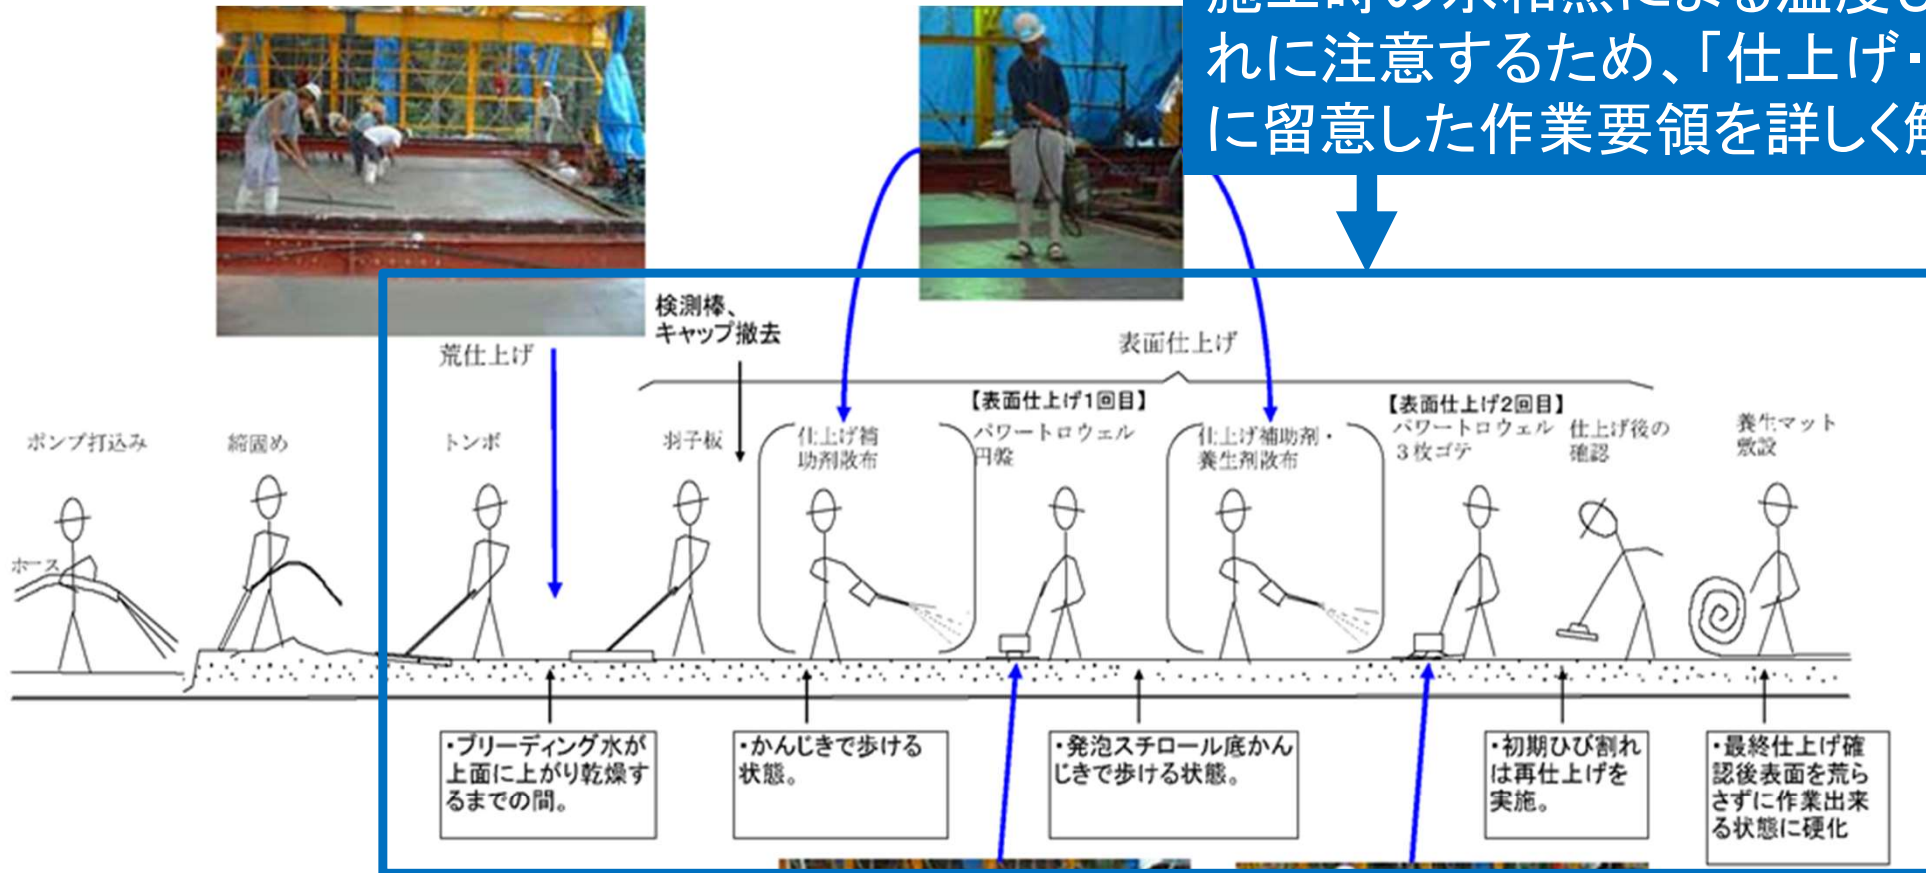 れに注意するため、「仕上げ・
に留意した作業要領を詳しく
検測棒、
キャップ撤去
荒仕上げ
表面仕上げ
【表面仕上げ1回目】
【表面仕上げ2回目】
ポンプ打込み
締固め
トンボ
羽子板
仕上げ補
助剤散布
パワートロウェル
円盤
仕上げ補助剤・
養生剤散布
パワートロウェル
3枚ゴテ
仕上げ後の
確認
養生マット
敷設
ホース
・ブリーディング水が
上面に上がり乾燥す
るまでの間。
・かんじきで歩ける
状態。
・発泡スチロール底かん
じきで歩ける状態。
・初期ひび割れ
は再仕上げを
実施。
・最終仕上げ確
認後表面を荒ら
さずに作業出来
る状態に硬化